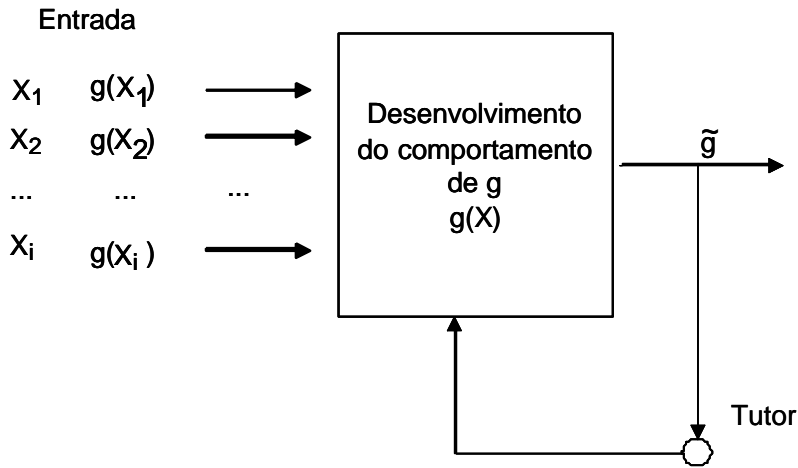 Entrada
X1 g(X1)
X2 g(X2)
... ... ...
Xi g(Xi)
Desenvolvimento
do comportamento
de g
g(X)
g̃
Tutor